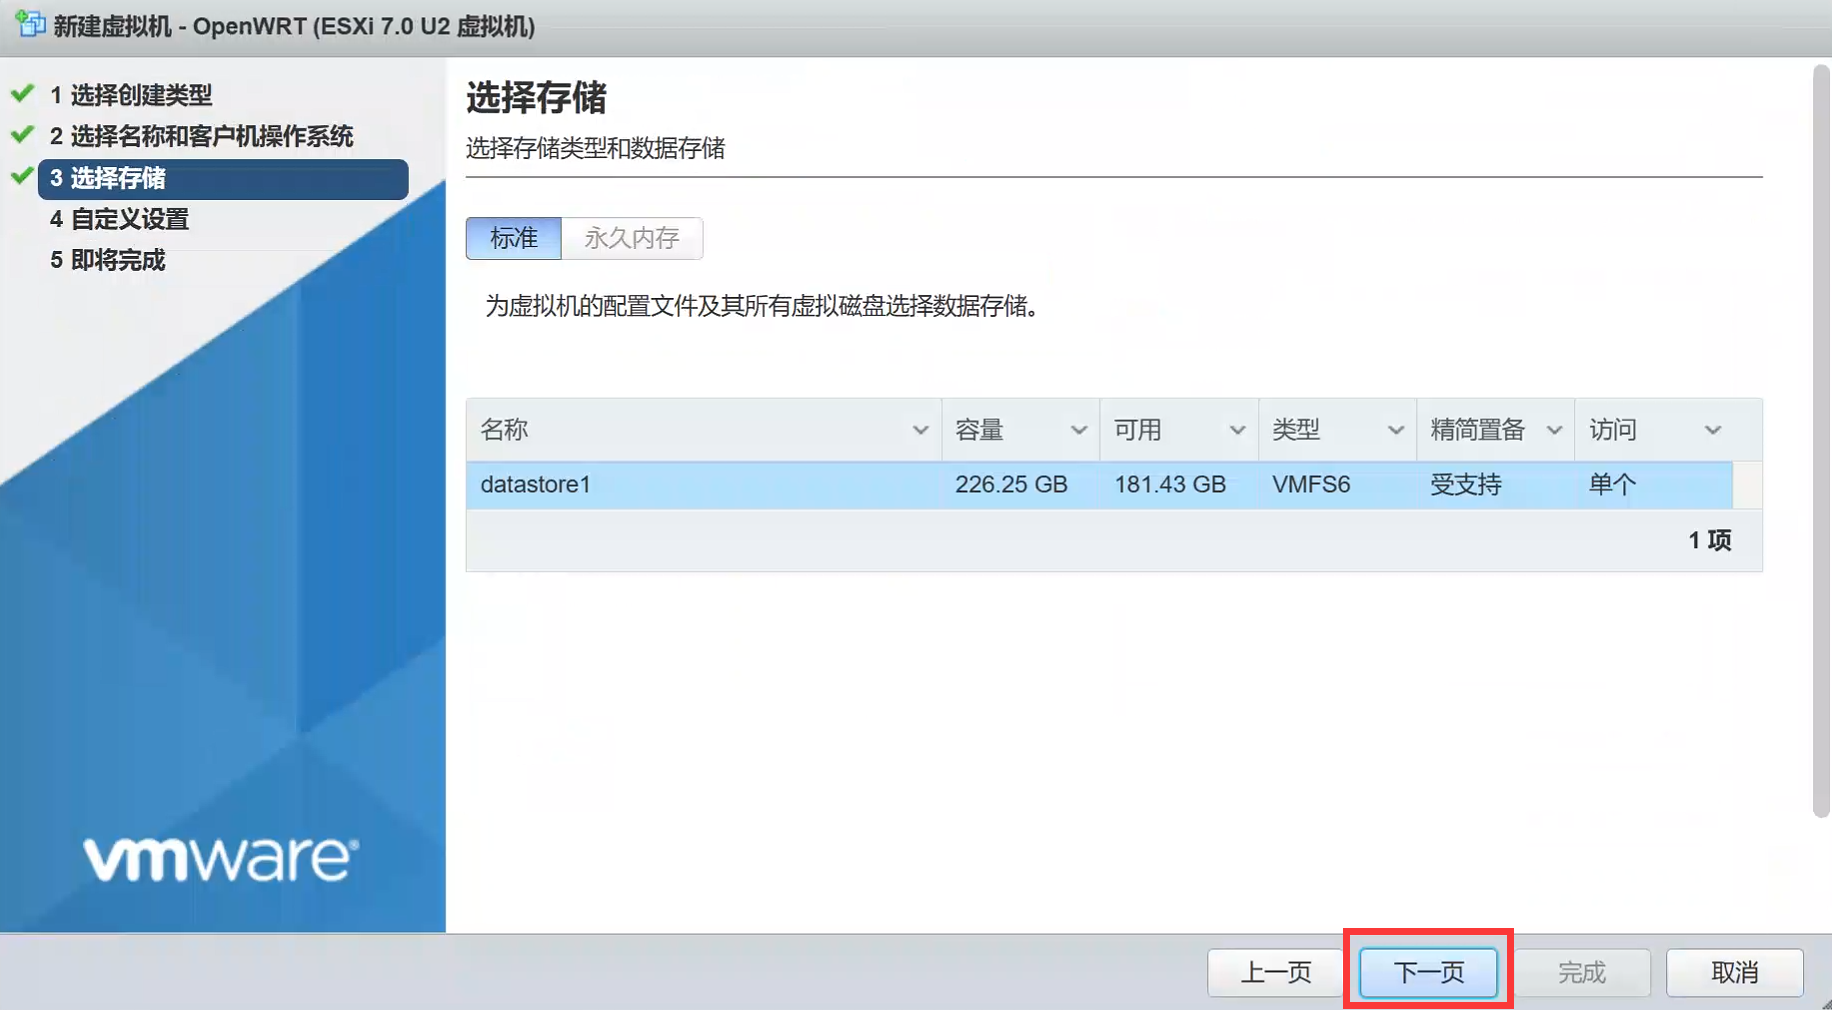 新建虚拟机 - OpenWRT (ESXi 7.0 U2 虚拟机)
1 选择创建类型
2 选择名称和客户机操作系统
3 选择存储
4 自定义设置
5 即将完成
vmware®
选择存储
选择存储类型和数据存储
标准 永久内存
为虚拟机的配置文件及其所有虚拟磁盘选择数据存储。
名称 容量 可用 类型 精简置备 访问
datastore1 226.25 GB 181.43 GB VMFS6 受支持 单个
1 项
上一页 下一页 完成 取消